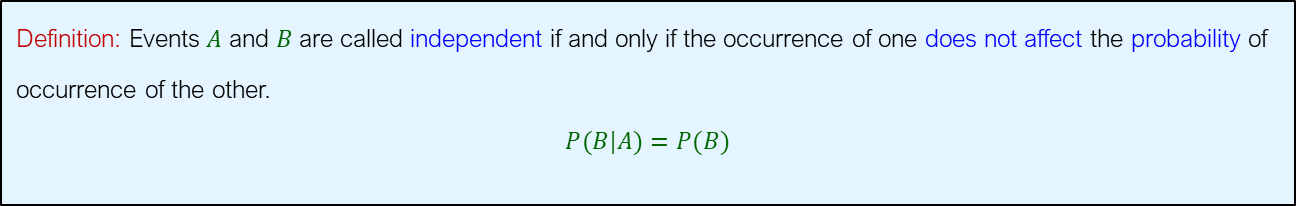 Definition: Events A and B are called independent if and only if the occurrence of one does not affect the probability of
occurrence of the other.
P(B|A) = P(B)